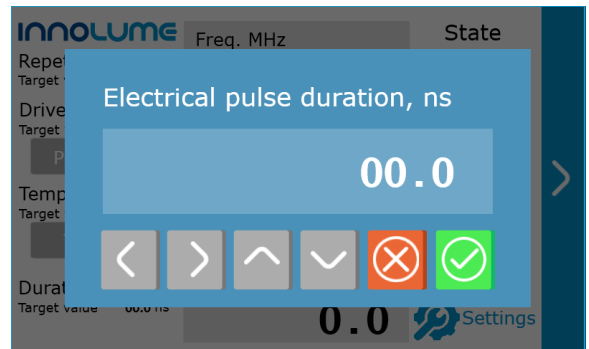 INNOLUME
Freq. MHz
State
Repet
Target
Drive
Target
P
Temp
Target
Durat
Target value 00.0 ns
0.0
Settings
Electrical pulse duration, ns
00.0